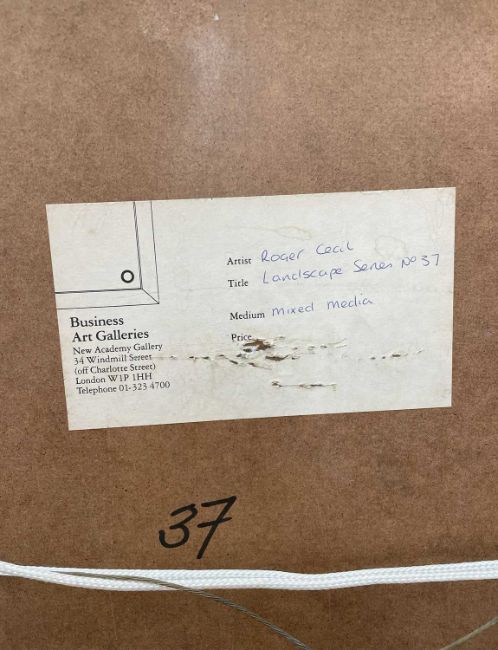 Artist Roger Cecil
Title Landscape Series No 37
Medium mixed media
Price
Business
Art Galleries
New Academy Gallery
34 Windmill Street
(off Charlotte Street)
London W1P 1HH
Telephone 01-323 4700
37